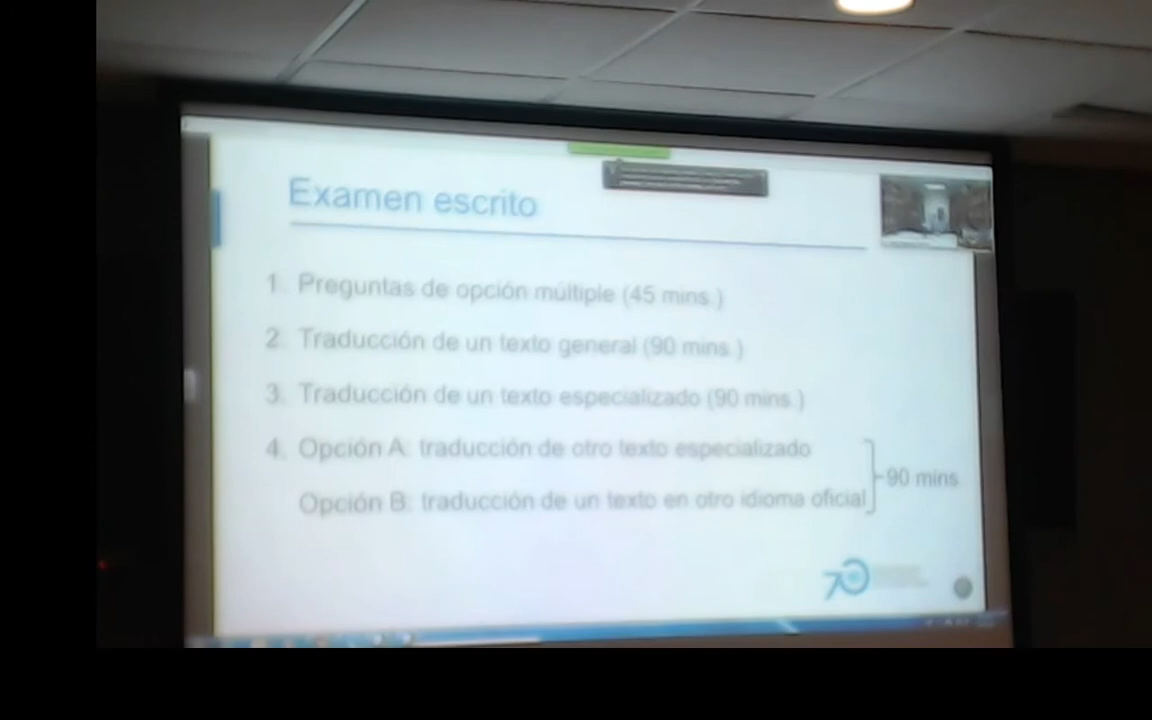 Examen escrito
1. Preguntas de opción múltiple (45 mins.)
2. Traducción de un texto general (90 mins.)
3. Traducción de un texto especializado (90 mins.)
4. Opción A: traducción de otro texto especializado
Opción B: traducción de un texto en otro idioma oficial
90 mins
70